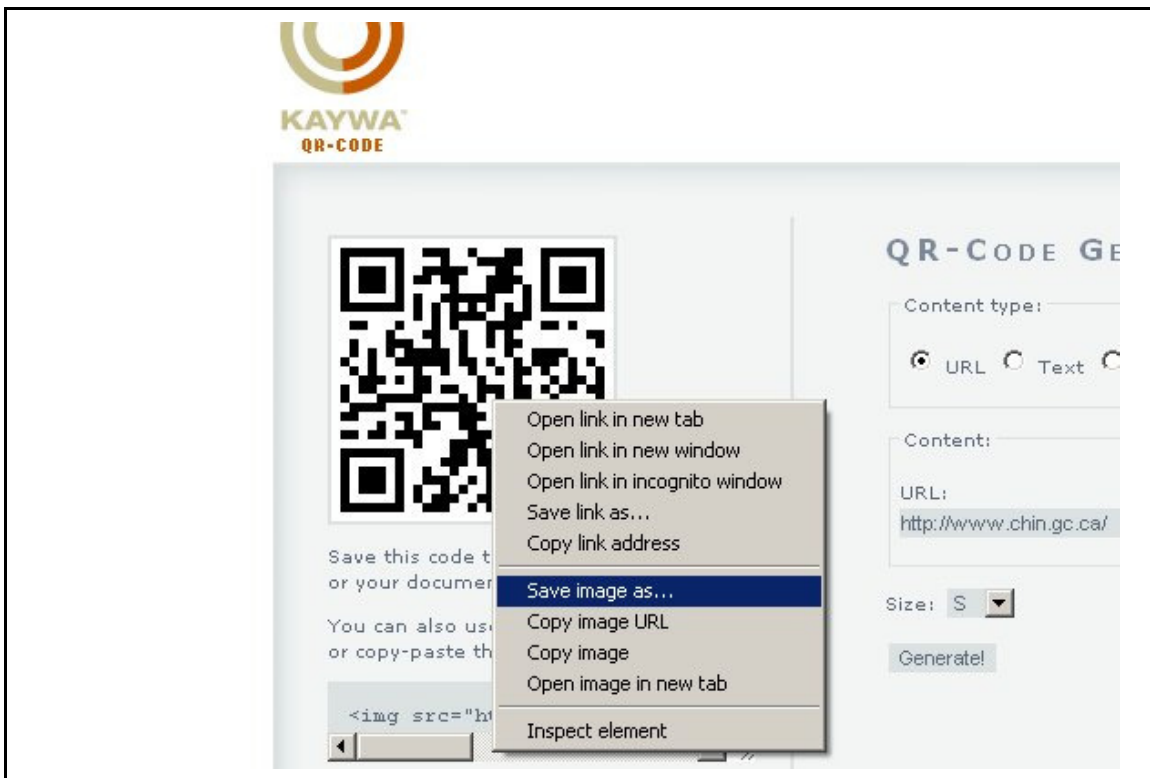 KAYWA™
QR-CODE
QR-CODE GE
Content type:
URL Text
Content:
URL:
http://www.chin.gc.ca/
Size: S
Generate!
Save this code t
or your documen
You can also us
or copy-paste th
<img src="ht
Open link in new tab
Open link in new window
Open link in incognito window
Save link as...
Copy link address
Save image as...
Copy image URL
Copy image
Open image in new tab
Inspect element